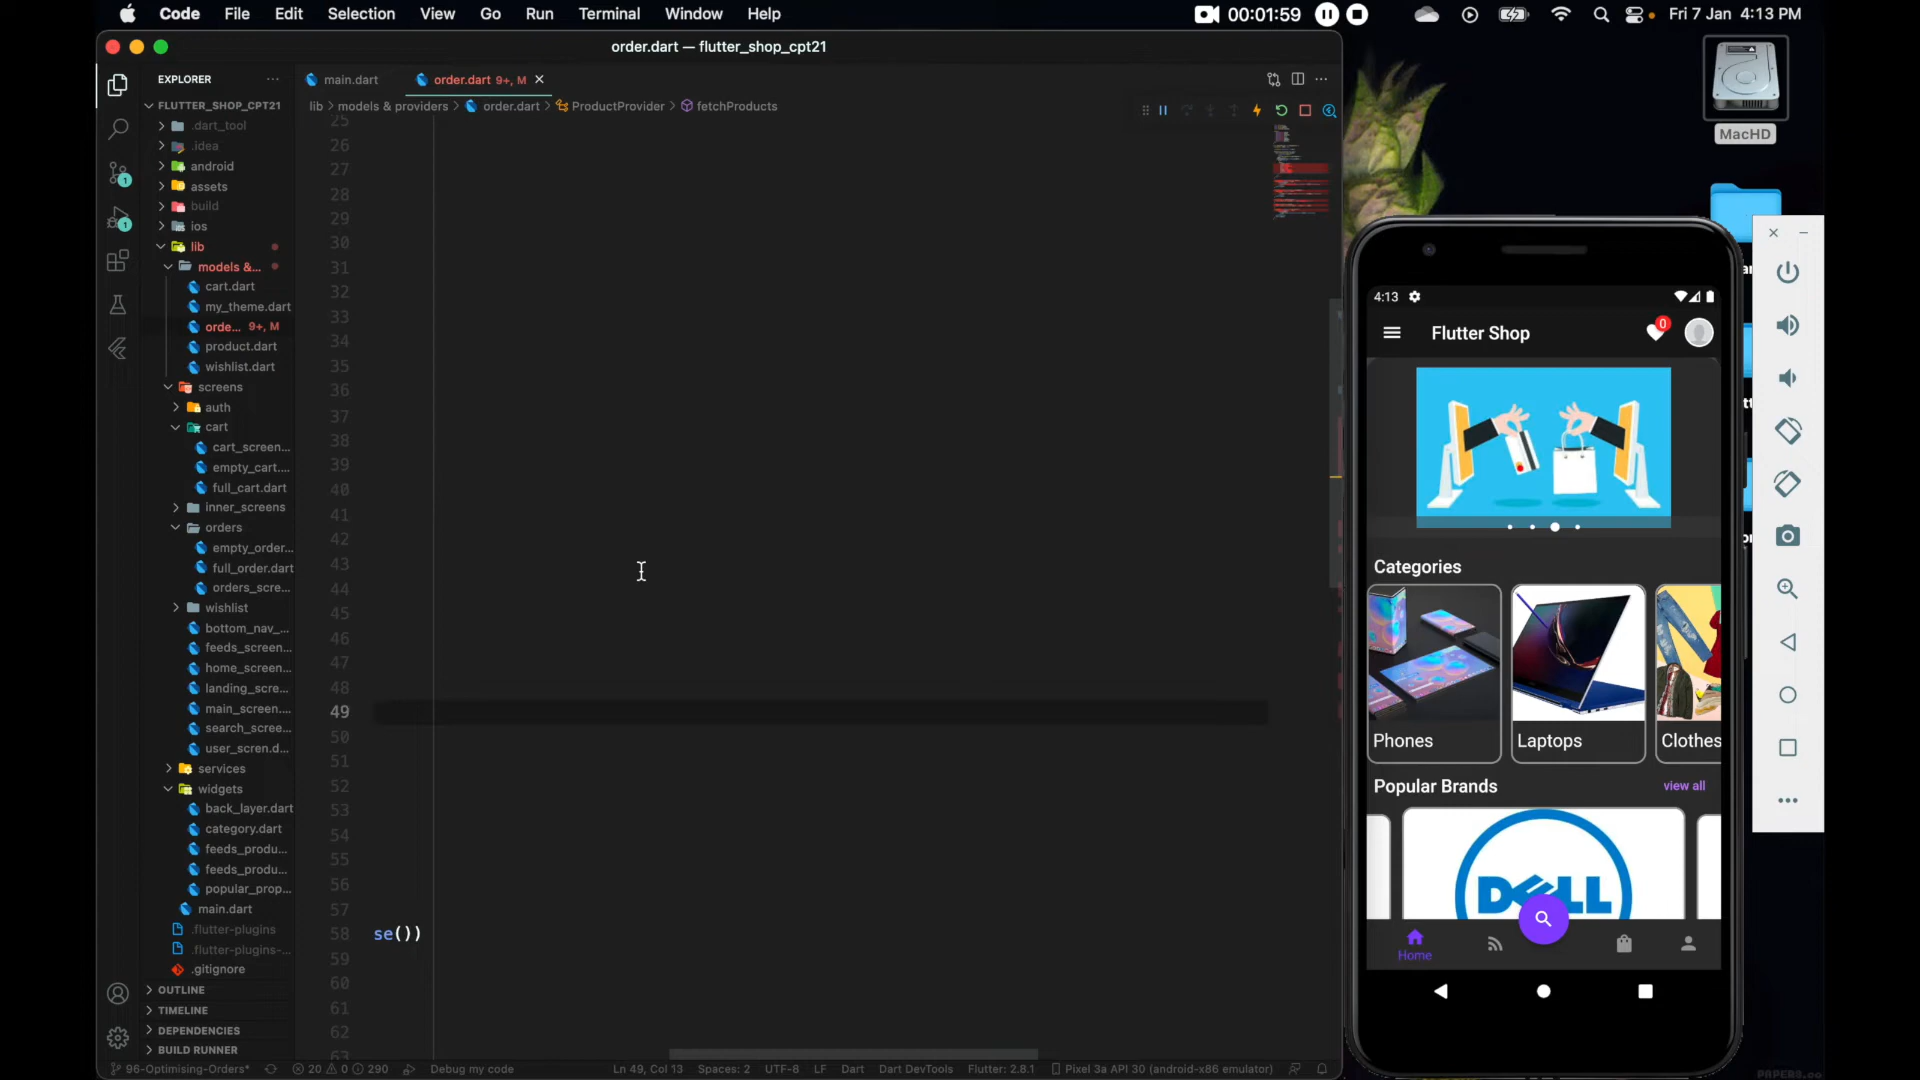 Code File Edit Selection View Go Run Terminal Window Help 00:01:59 Fri 7 Jan 4:13 PM
order.dart — flutter_shop_cpt21
MacHD
EXPLORER
main.dart
order.dart 9+, M
FLUTTER_SHOP_CPT21
lib > models & providers > order.dart > ProductProvider > fetchProducts
.dart_tool
.idea
android
assets
build
ios
lib
models &...
cart.dart
my_theme.dart
orde... 9+, M
product.dart
wishlist.dart
screens
auth
cart
cart_screen...
empty_cart....
full_cart.dart
inner_screens
orders
empty_order...
full_order.dart
orders_scre...
wishlist
bottom_nav_...
feeds_screen...
home_screen...
landing_scre...
main_screen....
search_scree...
user_scren.d...
services
widgets
back_layer.dart
category.dart
feeds_produ...
feeds_produ...
popular_prop...
main.dart
.flutter-plugins
.flutter-plugins-...
.gitignore
OUTLINE
TIMELINE
DEPENDENCIES
BUILD RUNNER
1
1
25
26
27
28
29
30
31
32
33
34
35
36
37
38
39
40
41
42
43
44
45
46
47
48
49
50
51
52
53
54
55
56
57
58 se())
59
60
61
62
63
96-Optimising-Orders* 20 0 290 Debug my code Ln 49, Col 13 Spaces: 2 UTF-8 LF Dart Dart DevTools Flutter: 2.8.1 Pixel 3a API 30 (android-x86 emulator)
4:13
Flutter Shop 0
Categories
Phones
Laptops
Clothes
Popular Brands view all
DELL
Home